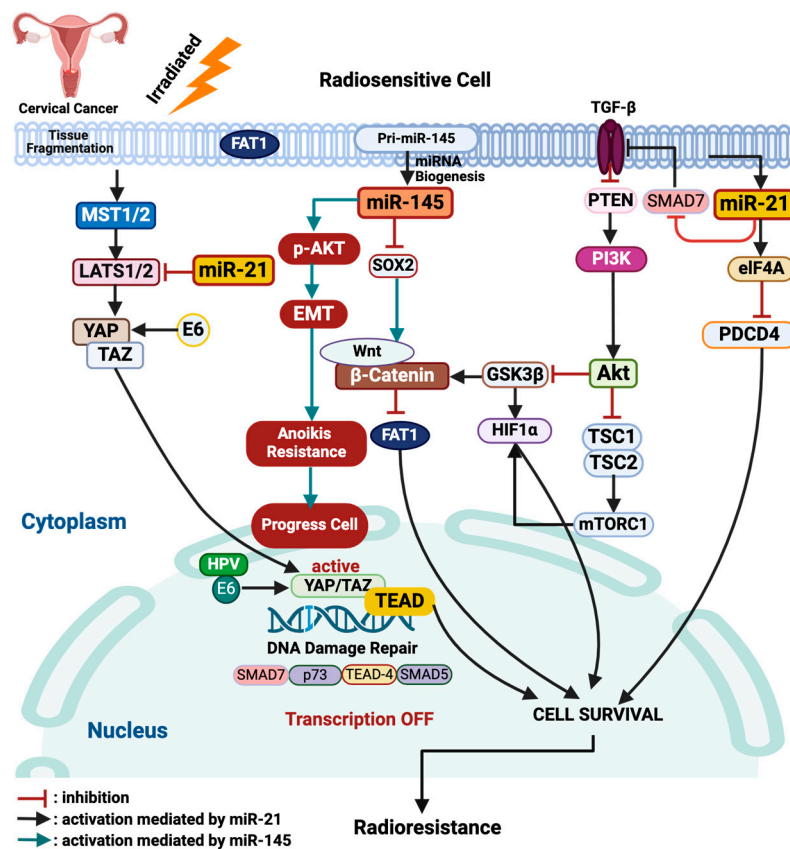 Cervical Cancer
Irradiated
Radiosensitive Cell
TGF-β
Tissue
Fragmentation
FAT1
Pri-miR-145
miRNA
Biogenesis
miR-145
PTEN
SMAD7
miR-21
MST1/2
p-AKT
SOX2
PI3K
eIF4A
LATS1/2
miR-21
EMT
PDCD4
YAP
TAZ
E6
Wnt
β-Catenin
GSK3β
Akt
Anoikis
Resistance
FAT1
HIF1α
TSC1
TSC2
Cytoplasm
Progress Cell
mTORC1
HPV
E6
active
YAP/TAZ
TEAD
DNA Damage Repair
SMAD7
p73
TEAD-4
SMAD5
Transcription OFF
Nucleus
CELL SURVIVAL
: inhibition
: activation mediated by miR-21
: activation mediated by miR-145
Radioresistance